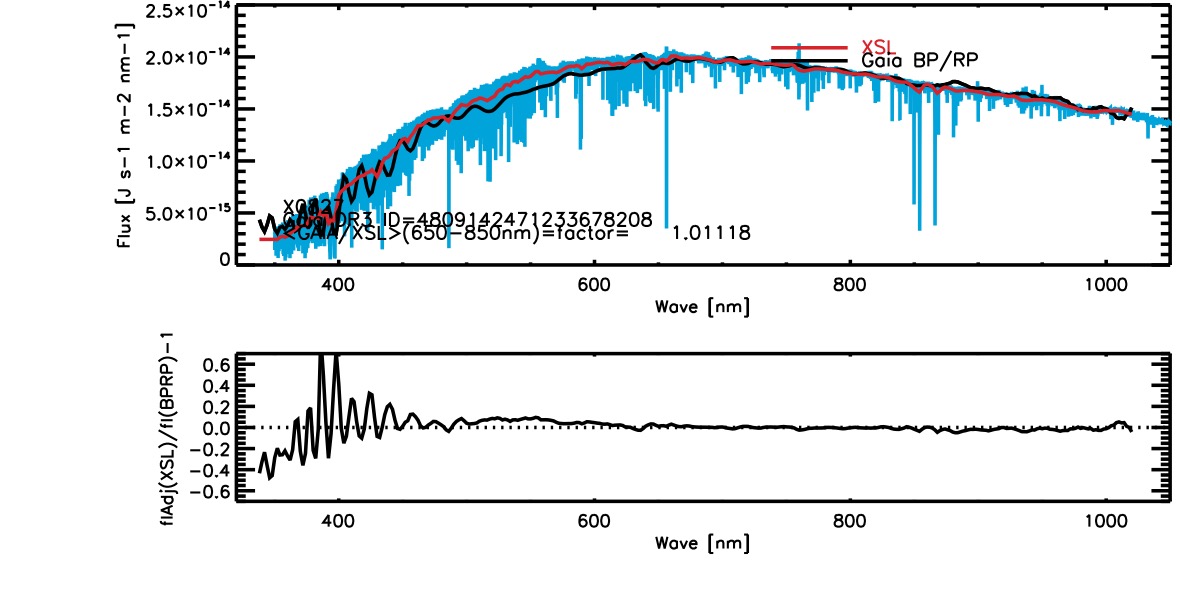 2.5×10⁻¹⁴
2.0×10⁻¹⁴
1.5×10⁻¹⁴
1.0×10⁻¹⁴
5.0×10⁻¹⁵
0
Flux [J s-1 m-2 nm-1]
XSL
Gaia BP/RP
X0827
Gaia DR3 ID=4809142471233678208
<GAIA/XSL>(650-850nm)=factor= 1.01118
400 600 800 1000
Wave [nm]
0.6
0.4
0.2
0.0
-0.2
-0.4
-0.6
flAdj(XSL)/fl(BPRP)-1
400 600 800 1000
Wave [nm]